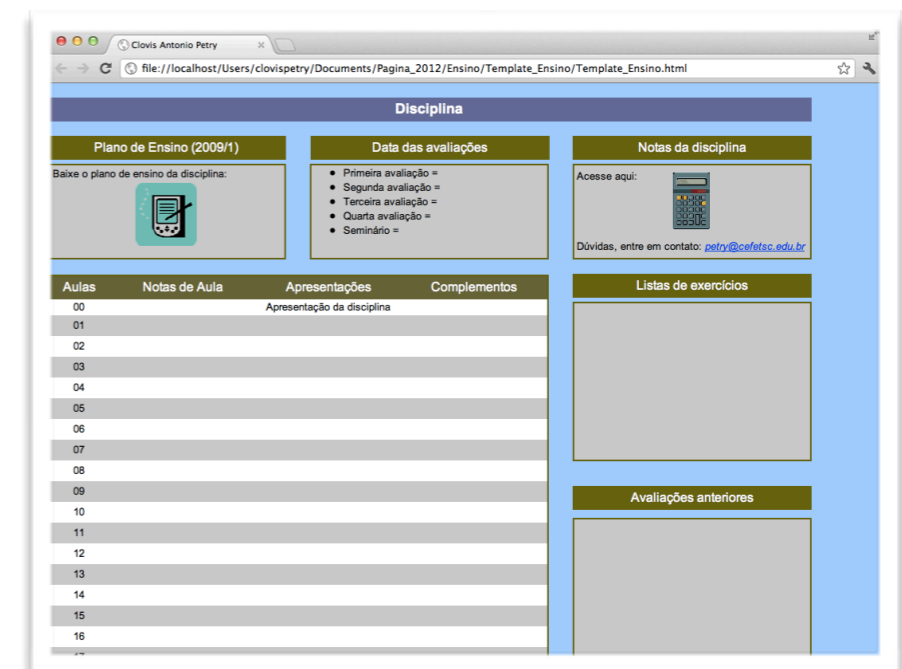 Clovis Antonio Petry
file://localhost/Users/clovispetry/Documents/Pagina_2012/Ensino/Template_Ensino/Template_Ensino.html
Disciplina
Plano de Ensino (2009/1)
Baixe o plano de ensino da disciplina:
Data das avaliações
Primeira avaliação =
Segunda avaliação =
Terceira avaliação =
Quarta avaliação =
Seminário =
Notas da disciplina
Acesse aqui:
Dúvidas, entre em contato: petry@cefetsc.edu.br
Aulas Notas de Aula Apresentações Complementos
00 Apresentação da disciplina
01
02
03
04
05
06
07
08
09
10
11
12
13
14
15
16
Listas de exercícios
Avaliações anteriores